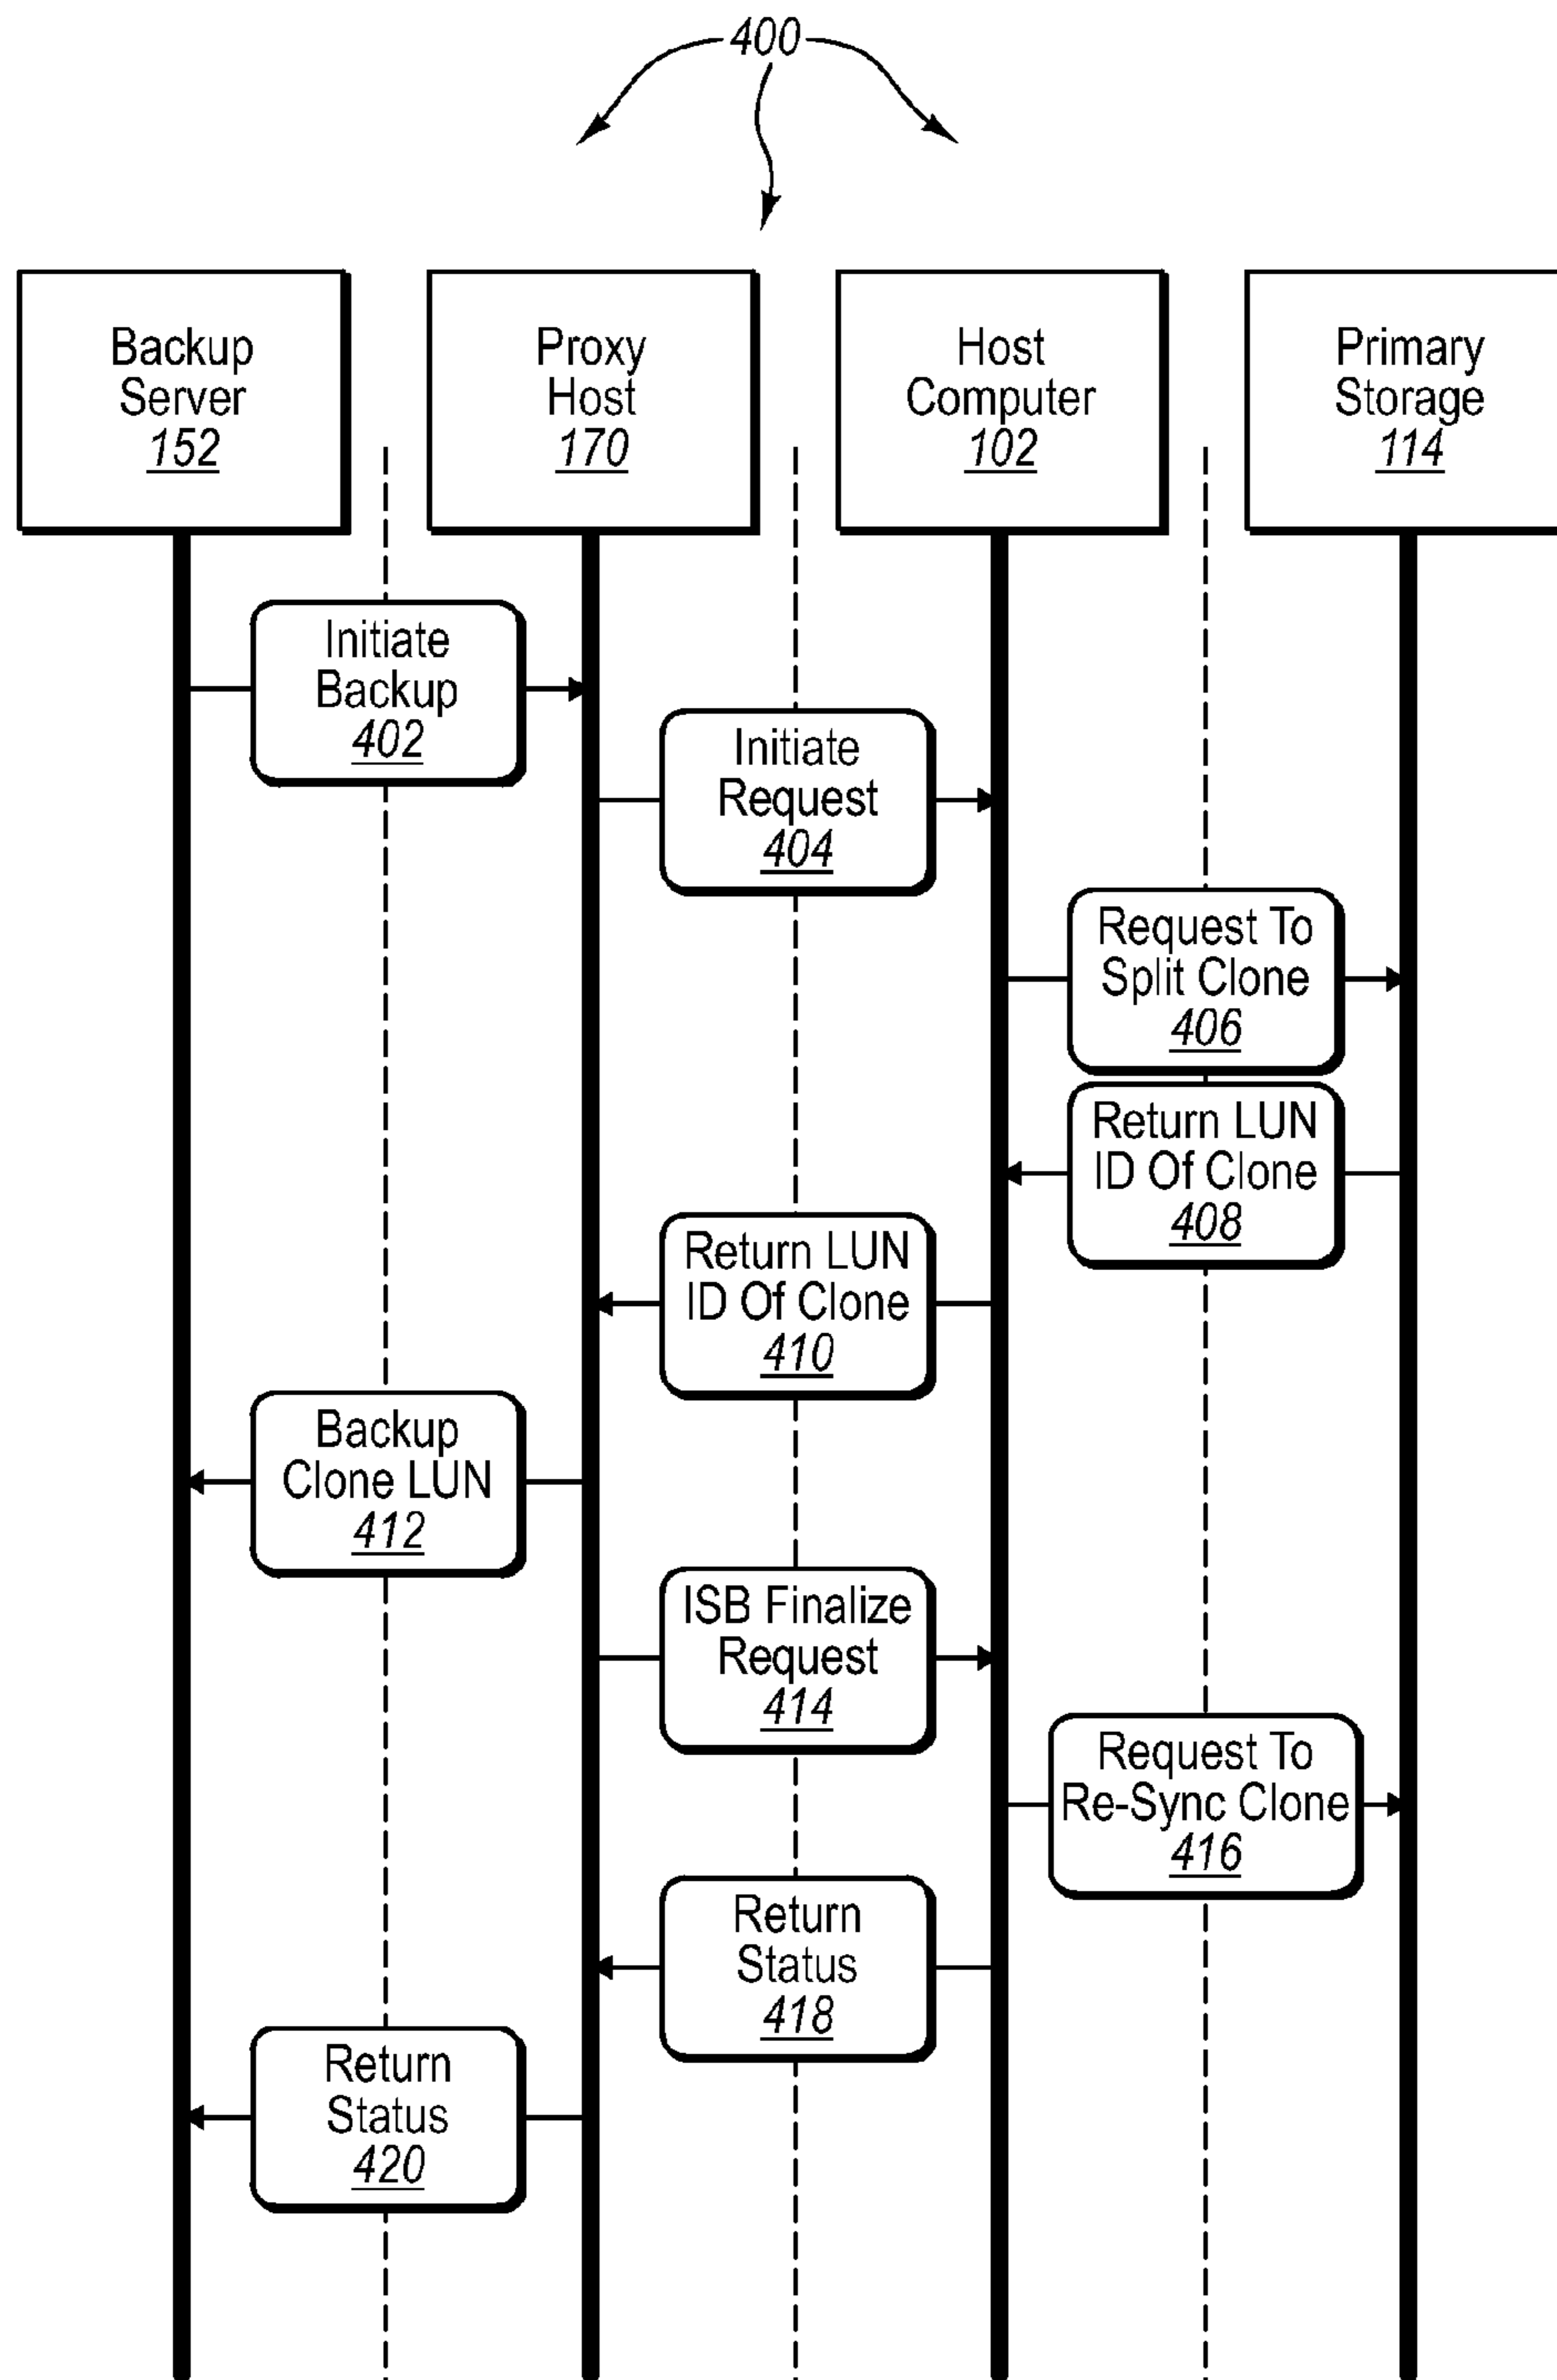 400
Backup
Server
152
Proxy
Host
170
Host
Computer
102
Primary
Storage
114
Initiate
Backup
402
Initiate
Request
404
Request To
Split Clone
406
Return LUN
ID Of Clone
408
Return LUN
ID Of Clone
410
Backup
Clone LUN
412
ISB Finalize
Request
414
Request To
Re-Sync Clone
416
Return
Status
418
Return
Status
420